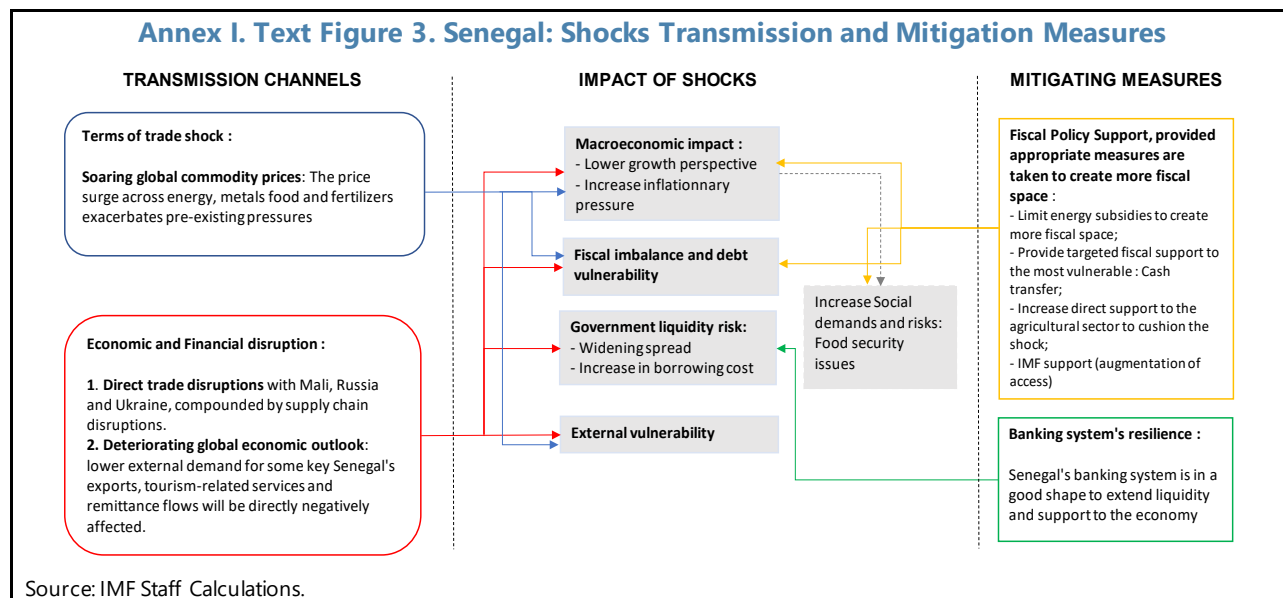 Annex I. Text Figure 3. Senegal: Shocks Transmission and Mitigation Measures
TRANSMISSION CHANNELS
Terms of trade shock :
Soaring global commodity prices: The price
surge across energy, metals food and fertilizers
exacerbates pre-existing pressures
Economic and Financial disruption :
1. Direct trade disruptions with Mali, Russia
and Ukraine, compounded by supply chain
disruptions.
2. Deteriorating global economic outlook:
lower external demand for some key Senegal's
exports, tourism-related services and
remittance flows will be directly negatively
affected.
IMPACT OF SHOCKS
Macroeconomic impact :
- Lower growth perspective
- Increase inflationnary
pressure
Fiscal imbalance and debt
vulnerability
Government liquidity risk:
- Widening spread
- Increase in borrowing cost
External vulnerability
Increase Social
demands and risks:
Food security
issues
MITIGATING MEASURES
Fiscal Policy Support, provided
appropriate measures are
taken to create more fiscal
space :
- Limit energy subsidies to create
more fiscal space;
- Provide targeted fiscal support to
the most vulnerable : Cash
transfer;
- Increase direct support to the
agricultural sector to cushion the
shock;
- IMF support (augmentation of
access)
Banking system's resilience :
Senegal's banking system is in a
good shape to extend liquidity
and support to the economy
Source: IMF Staff Calculations.